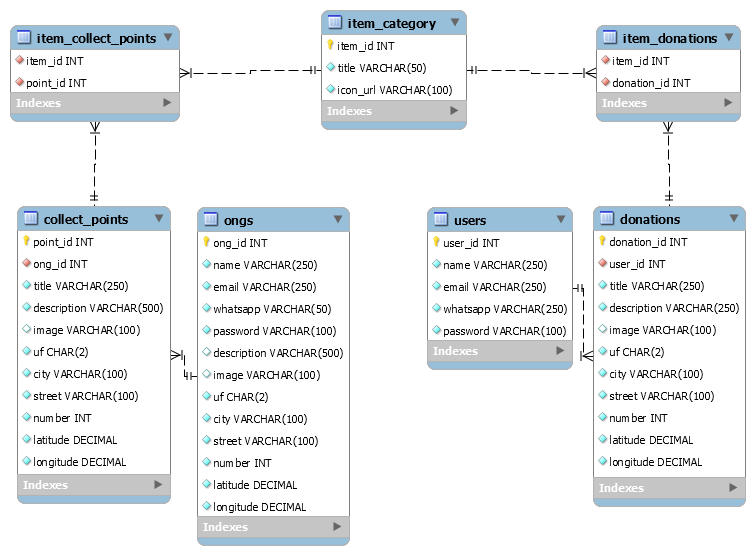 item_collect_points
item_id INT
point_id INT
Indexes
item_category
item_id INT
title VARCHAR(50)
icon_url VARCHAR(100)
Indexes
item_donations
item_id INT
donation_id INT
Indexes
collect_points
point_id INT
ong_id INT
title VARCHAR(250)
description VARCHAR(500)
image VARCHAR(100)
uf CHAR(2)
city VARCHAR(100)
street VARCHAR(100)
number INT
latitude DECIMAL
longitude DECIMAL
Indexes
ongs
ong_id INT
name VARCHAR(250)
email VARCHAR(250)
whatsapp VARCHAR(50)
password VARCHAR(100)
description VARCHAR(500)
image VARCHAR(100)
uf CHAR(2)
city VARCHAR(100)
street VARCHAR(100)
number INT
latitude DECIMAL
longitude DECIMAL
Indexes
users
user_id INT
name VARCHAR(250)
email VARCHAR(250)
whatsapp VARCHAR(250)
password VARCHAR(100)
Indexes
donations
donation_id INT
user_id INT
title VARCHAR(250)
description VARCHAR(250)
image VARCHAR(100)
uf CHAR(2)
city VARCHAR(100)
street VARCHAR(100)
number INT
latitude DECIMAL
longitude DECIMAL
Indexes